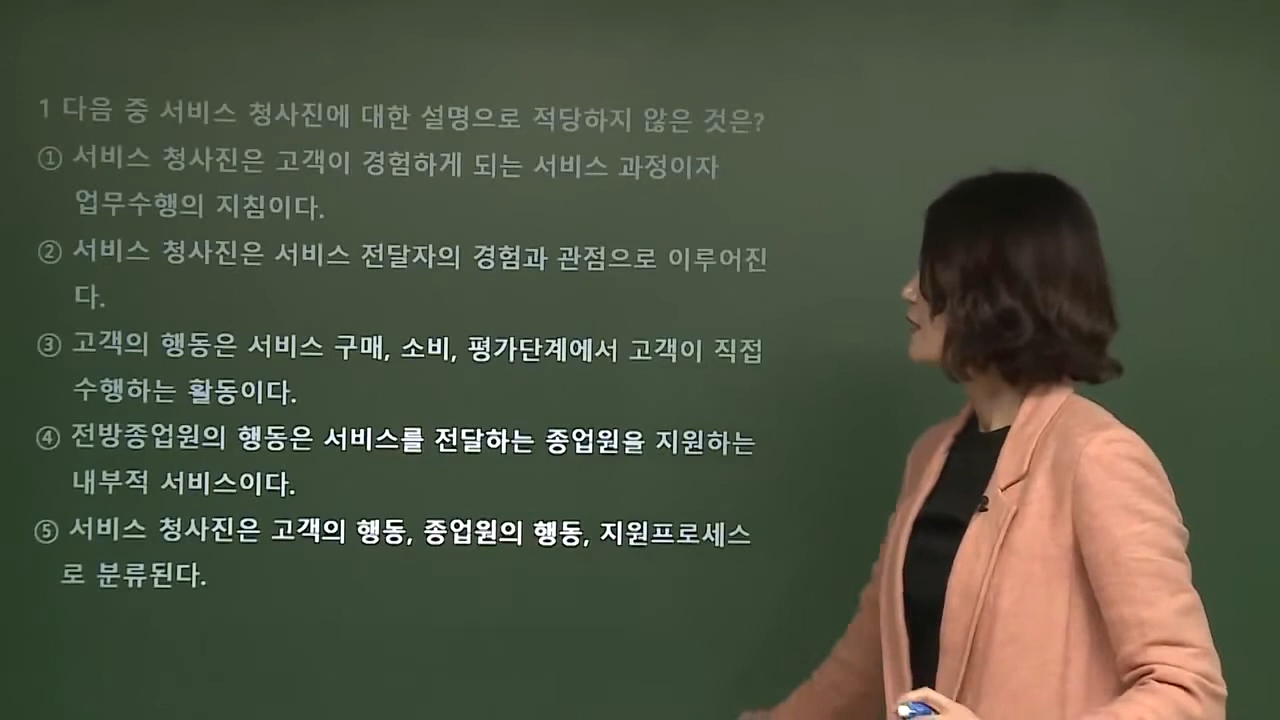 1 다음 중 서비스 청사진에 대한 설명으로 적당하지 않은 것은?
① 서비스 청사진은 고객이 경험하게 되는 서비스 과정이자
업무수행의 지침이다.
② 서비스 청사진은 서비스 전달자의 경험과 관점으로 이루어진
다.
③ 고객의 행동은 서비스 구매, 소비, 평가단계에서 고객이 직접
수행하는 활동이다.
④ 전방종업원의 행동은 서비스를 전달하는 종업원을 지원하는
내부적 서비스이다.
⑤ 서비스 청사진은 고객의 행동, 종업원의 행동, 지원프로세스
로 분류된다.